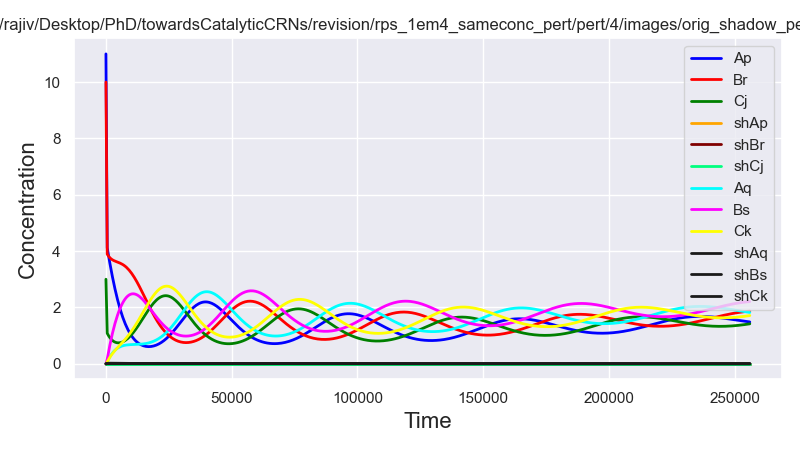 /rajiv/Desktop/PhD/towardsCatalyticCRNs/revision/rps_1em4_sameconc_pert/pert/4/images/orig_shadow_pe
Concentration
10
8
6
4
2
0
Ap
Br
Cj
shAp
shBr
shCj
Aq
Bs
Ck
shAq
shBs
shCk
0 50000 100000 150000 200000 250000
Time